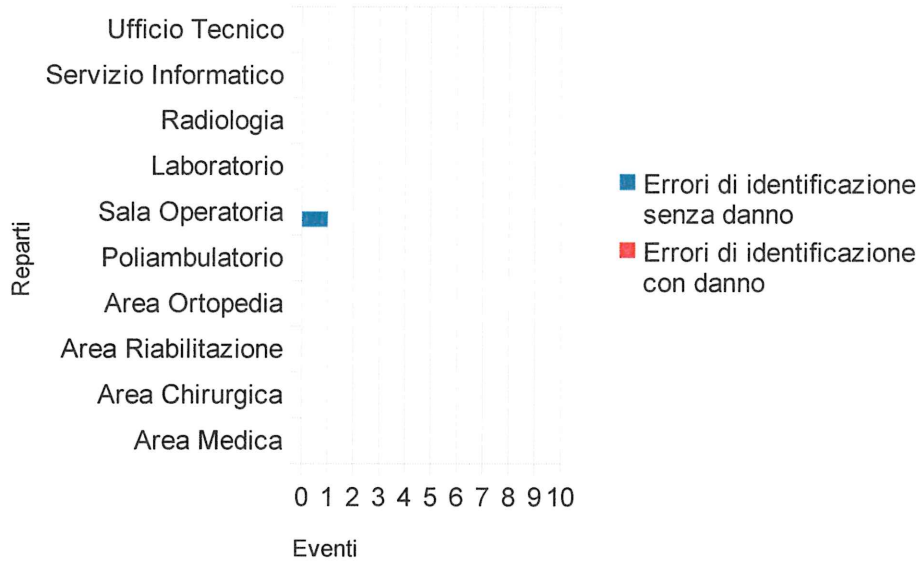 Ufficio Tecnico
Servizio Informatico
Radiologia
Laboratorio
Sala Operatoria
Poliambulatorio
Area Ortopedia
Area Riabilitazione
Area Chirurgica
Area Medica
Reparti
0 1 2 3 4 5 6 7 8 9 10
Eventi
Errori di identificazione
senza danno
Errori di identificazione
con danno